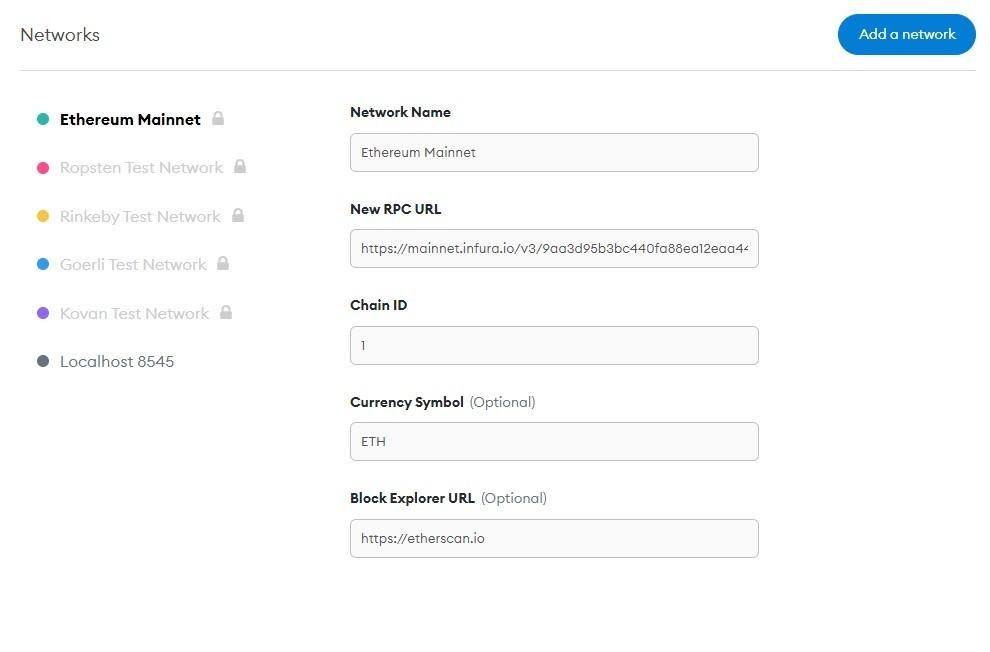 Networks
Add a network
Ethereum Mainnet
Ropsten Test Network
Rinkeby Test Network
Goerli Test Network
Kovan Test Network
Localhost 8545
Network Name
Ethereum Mainnet
New RPC URL
https://mainnet.infura.io/v3/9aa3d95b3bc440fa88ea12eaa44
Chain ID
1
Currency Symbol (Optional)
ETH
Block Explorer URL (Optional)
https://etherscan.io